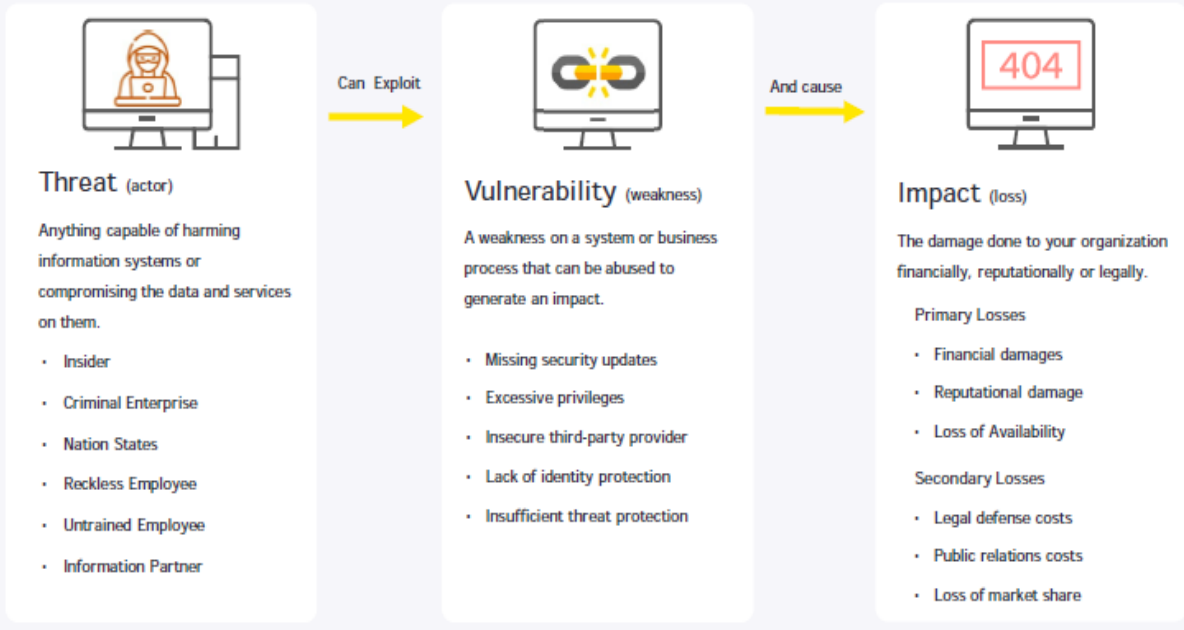 Can Exploit
And cause
404
Threat (actor)
Anything capable of harming
information systems or
compromising the data and services
on them.
· Insider
· Criminal Enterprise
· Nation States
· Reckless Employee
· Untrained Employee
· Information Partner
Vulnerability (weakness)
A weakness on a system or business
process that can be abused to
generate an impact.
· Missing security updates
· Excessive privileges
· Insecure third-party provider
· Lack of identity protection
· Insufficient threat protection
Impact (loss)
The damage done to your organization
financially, reputationally or legally.
Primary Losses
· Financial damages
· Reputational damage
· Loss of Availability
Secondary Losses
· Legal defense costs
· Public relations costs
· Loss of market share